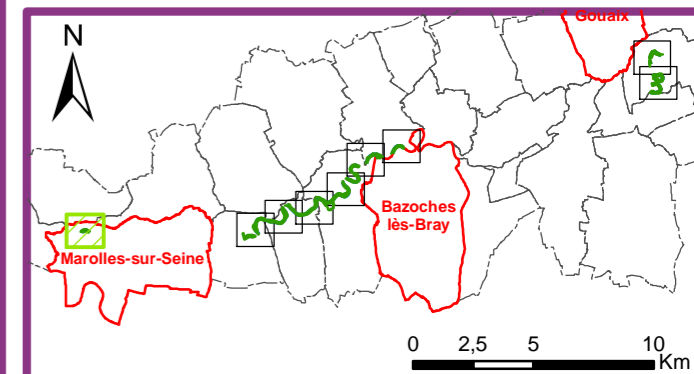 N
Gouaix
Bazoches
lès-Bray
Marolles-sur-Seine
0 2,5 5 10
Km